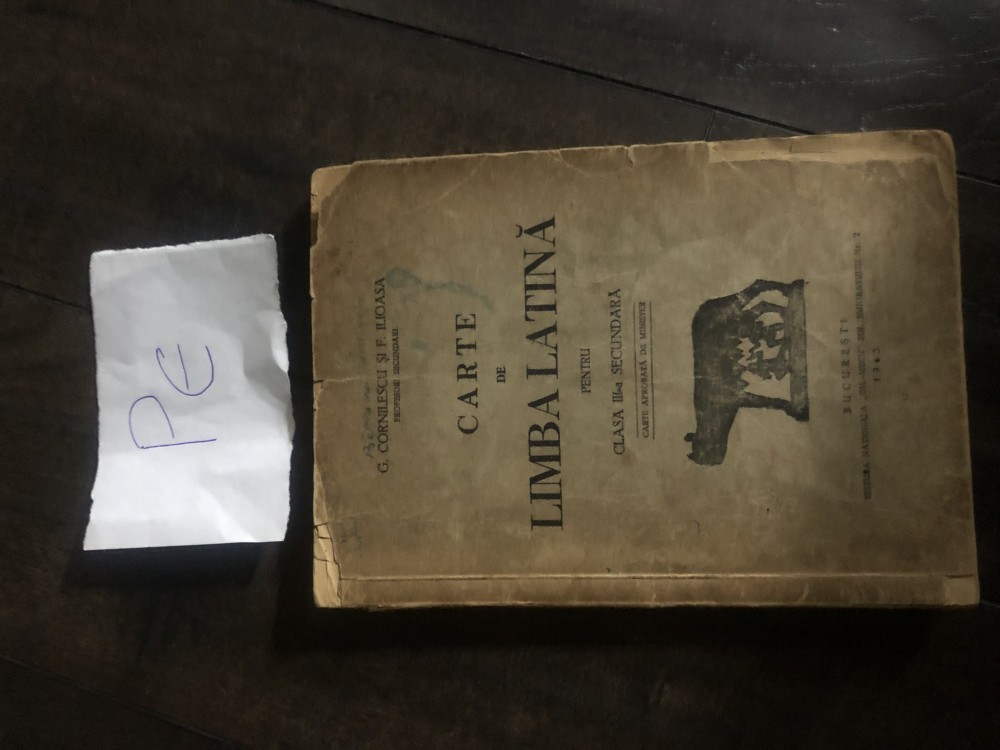 PE
G. CORNILESCU ȘI F. ILIOASA
PROFESORI SECUNDARI
CARTE
DE
LIMBA LATINĂ
PENTRU
CLASA III-a SECUNDARĂ
CARTE APROBATĂ DE MINISTER
BUCUREȘTI
1943